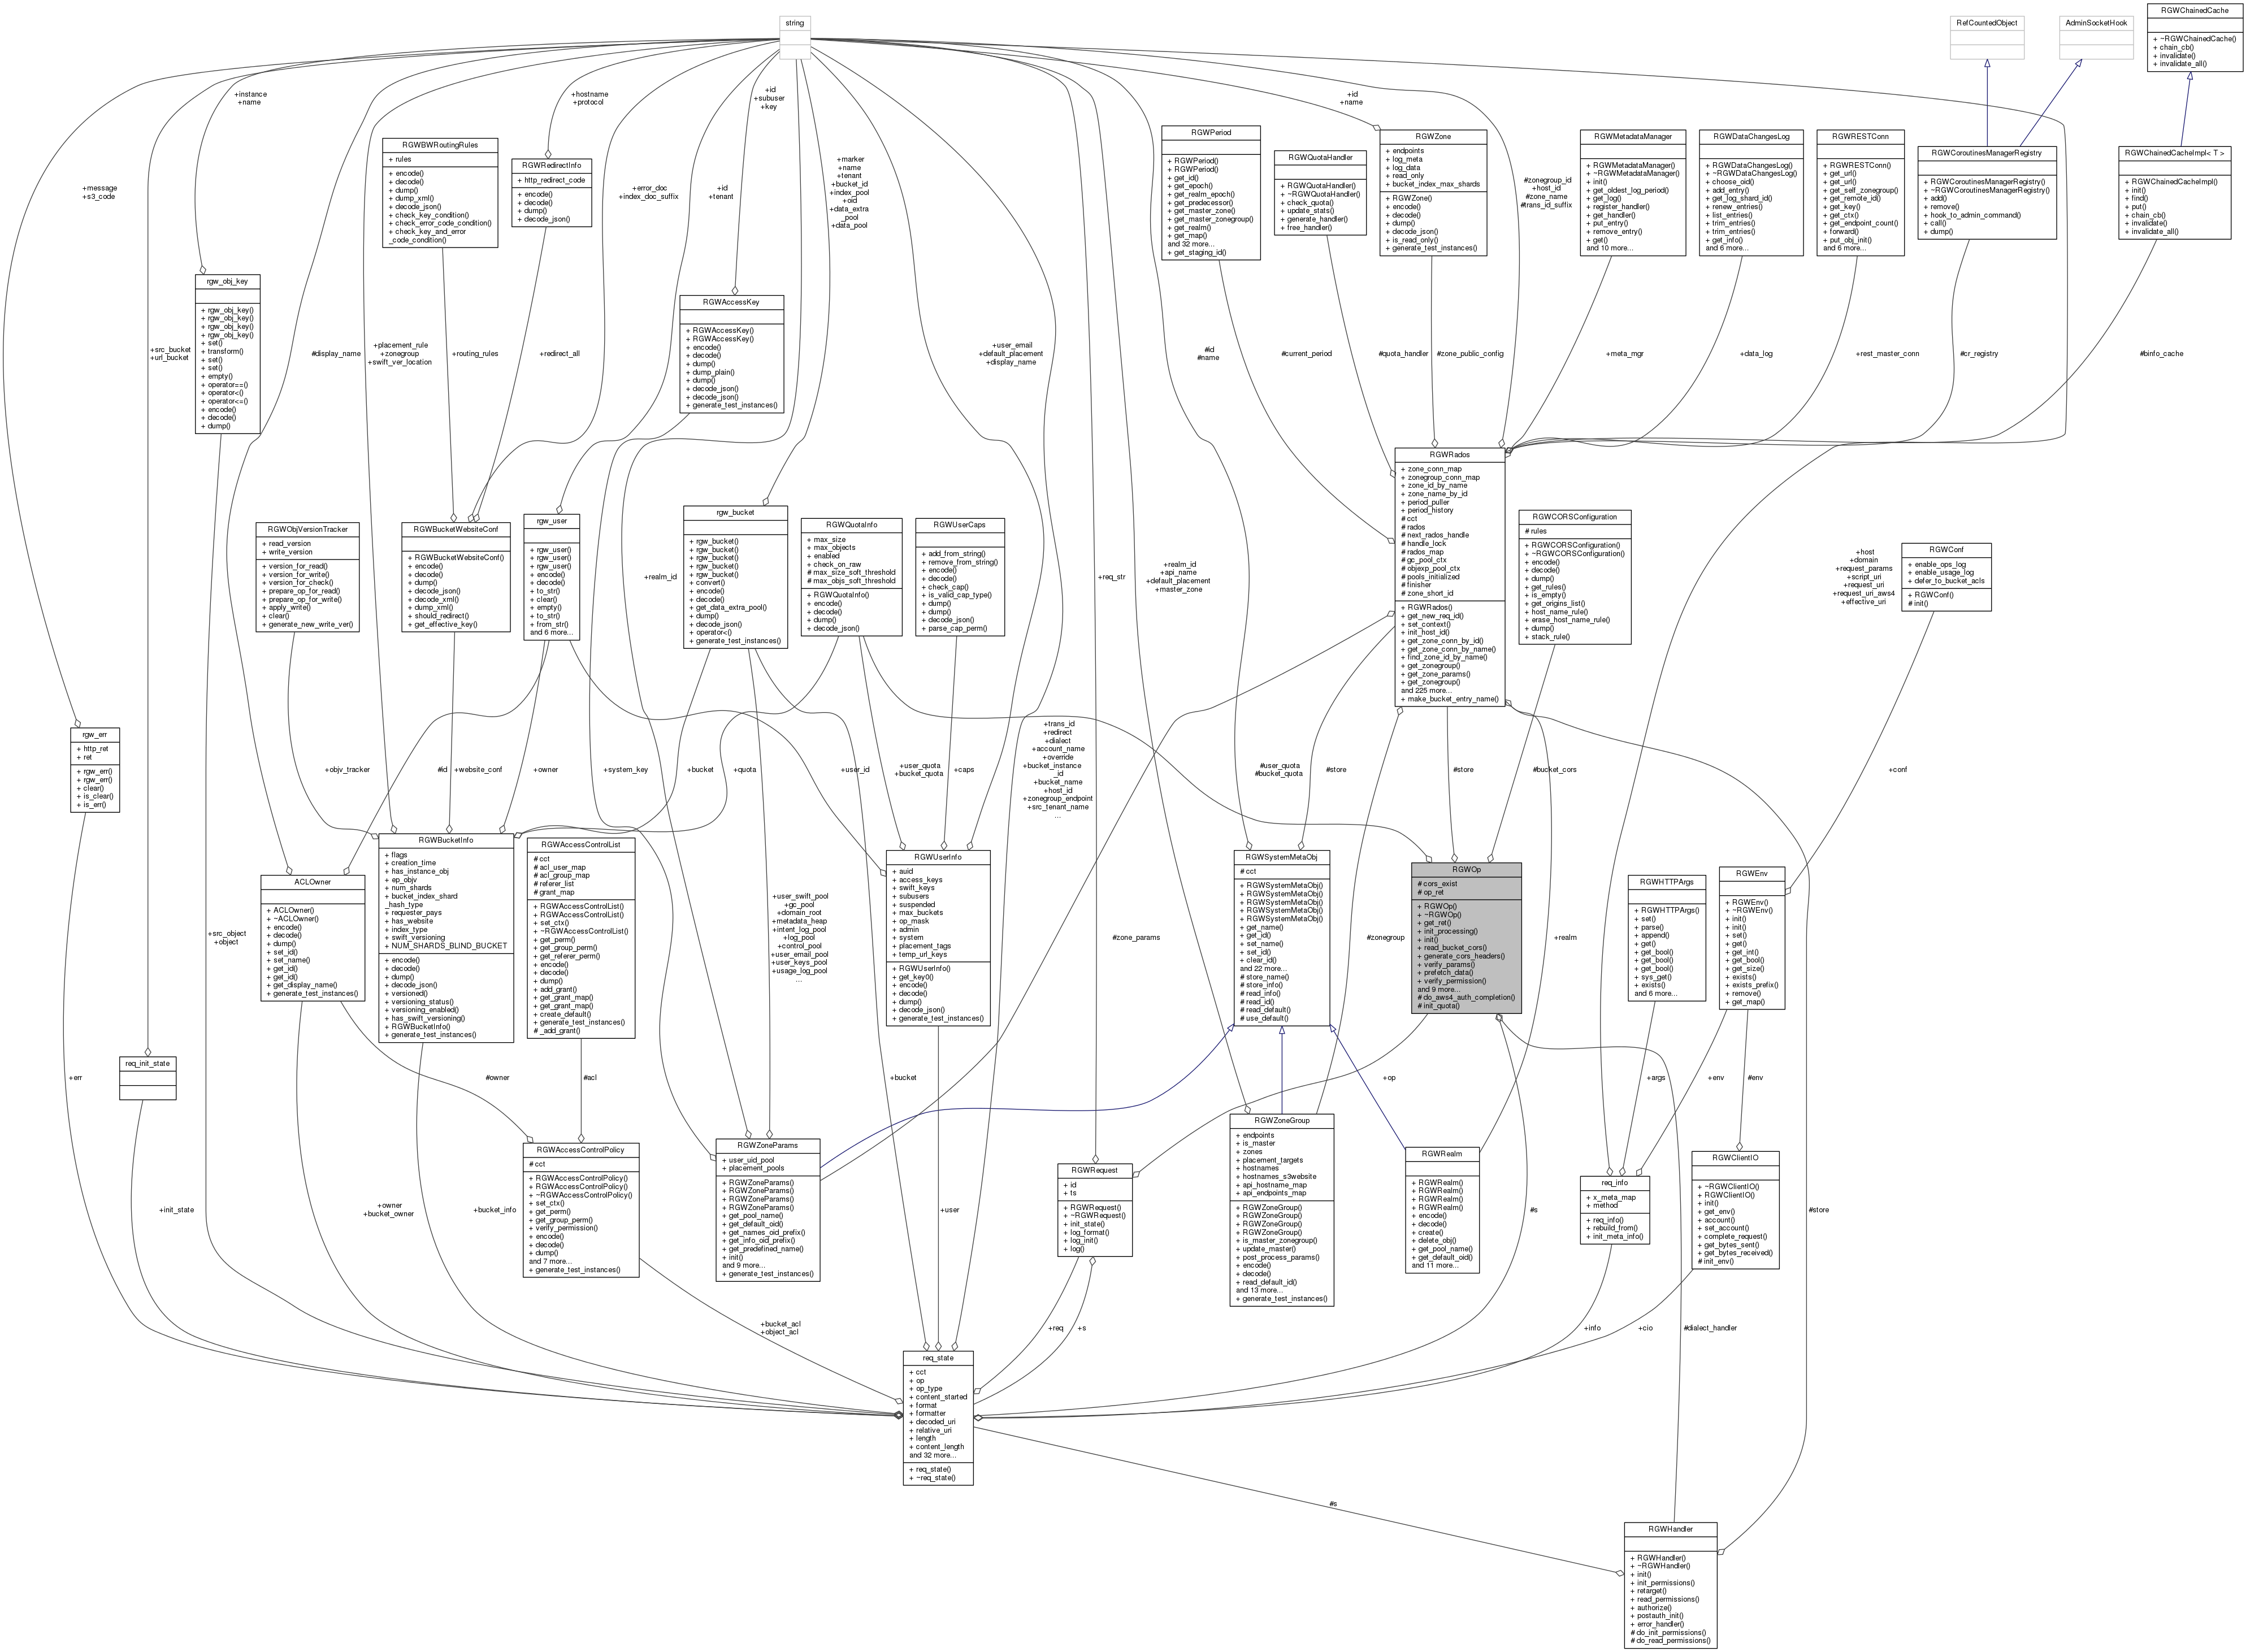 string
RefCountedObject
AdminSocketHook
RGWChainedCache
+ ~RGWChainedCache()
+ chain_cb()
+ invalidate()
+ invalidate_all()
+instance
+name
+hostname
+protocol
+id
+subuser
+key
+id
+name
+message
+s3_code
RGWBWRoutingRules
+ rules
+ encode()
+ decode()
+ dump()
+ dump_xml()
+ decode_json()
+ check_key_condition()
+ check_error_code_condition()
+ check_key_and_error
_code_condition()
RGWRedirectInfo
+ http_redirect_code
+ encode()
+ decode()
+ dump()
+ decode_json()
+error_doc
+index_doc_suffix
+id
+tenant
+marker
+name
+tenant
+bucket_id
+index_pool
+oid
+data_extra
_pool
+data_pool
RGWPeriod
+ RGWPeriod()
+ RGWPeriod()
+ get_id()
+ get_epoch()
+ get_realm_epoch()
+ get_predecessor()
+ get_master_zone()
+ get_master_zonegroup()
+ get_realm()
+ get_map()
and 32 more...
+ get_staging_id()
RGWQuotaHandler
+ RGWQuotaHandler()
+ ~RGWQuotaHandler()
+ check_quota()
+ update_stats()
+ generate_handler()
+ free_handler()
RGWZone
+ endpoints
+ log_meta
+ log_data
+ read_only
+ bucket_index_max_shards
+ RGWZone()
+ encode()
+ decode()
+ dump()
+ decode_json()
+ is_read_only()
+ generate_test_instances()
#zonegroup_id
+host_id
#zone_name
#trans_id_suffix
RGWMetadataManager
+ RGWMetadataManager()
+ ~RGWMetadataManager()
+ init()
+ get_oldest_log_period()
+ get_log()
+ register_handler()
+ get_handler()
+ put_entry()
+ remove_entry()
+ get()
and 10 more...
RGWDataChangesLog
+ RGWDataChangesLog()
+ ~RGWDataChangesLog()
+ choose_oid()
+ add_entry()
+ get_log_shard_id()
+ renew_entries()
+ list_entries()
+ trim_entries()
+ trim_entries()
+ get_info()
and 6 more...
RGWRESTConn
+ RGWRESTConn()
+ get_url()
+ get_url()
+ get_self_zonegroup()
+ get_remote_id()
+ get_key()
+ get_ctx()
+ get_endpoint_count()
+ forward()
+ put_obj_init()
and 6 more...
RGWCoroutinesManagerRegistry
+ RGWCoroutinesManagerRegistry()
+ ~RGWCoroutinesManagerRegistry()
+ add()
+ remove()
+ hook_to_admin_command()
+ call()
+ dump()
RGWChainedCacheImpl< T >
+ RGWChainedCacheImpl()
+ init()
+ find()
+ put()
+ chain_cb()
+ invalidate()
+ invalidate_all()
rgw_obj_key
+ rgw_obj_key()
+ rgw_obj_key()
+ rgw_obj_key()
+ rgw_obj_key()
+ set()
+ transform()
+ set()
+ set()
+ empty()
+ operator==()
+ operator<()
+ operator<=()
+ encode()
+ decode()
+ dump()
RGWAccessKey
+ RGWAccessKey()
+ RGWAccessKey()
+ encode()
+ decode()
+ dump()
+ dump_plain()
+ dump()
+ decode_json()
+ decode_json()
+ generate_test_instances()
+src_bucket
+url_bucket
#display_name
+placement_rule
+zonegroup
+swift_ver_location
+routing_rules
+redirect_all
+user_email
+default_placement
+display_name
#id
#name
#current_period
#quota_handler
#zone_public_config
+meta_mgr
+data_log
+rest_master_conn
#cr_registry
#binfo_cache
RGWObjVersionTracker
+ read_version
+ write_version
+ version_for_read()
+ version_for_write()
+ version_for_check()
+ prepare_op_for_read()
+ prepare_op_for_write()
+ apply_write()
+ clear()
+ generate_new_write_ver()
RGWBucketWebsiteConf
+ RGWBucketWebsiteConf()
+ encode()
+ decode()
+ dump()
+ decode_json()
+ decode_xml()
+ dump_xml()
+ should_redirect()
+ get_effective_key()
rgw_user
+ rgw_user()
+ rgw_user()
+ rgw_user()
+ encode()
+ decode()
+ to_str()
+ clear()
+ empty()
+ to_str()
+ from_str()
and 6 more...
+realm_id
rgw_bucket
+ rgw_bucket()
+ rgw_bucket()
+ rgw_bucket()
+ rgw_bucket()
+ rgw_bucket()
+ convert()
+ encode()
+ decode()
+ get_data_extra_pool()
+ dump()
+ decode_json()
+ operator<()
+ generate_test_instances()
RGWQuotaInfo
+ max_size
+ max_objects
+ enabled
+ check_on_raw
# max_size_soft_threshold
# max_objs_soft_threshold
+ RGWQuotaInfo()
+ encode()
+ decode()
+ dump()
+ decode_json()
RGWUserCaps
+ add_from_string()
+ remove_from_string()
+ encode()
+ decode()
+ check_cap()
+ is_valid_cap_type()
+ dump()
+ dump()
+ decode_json()
+ parse_cap_perm()
+req_str
+realm_id
+api_name
+default_placement
+master_zone
RGWRados
+ zone_conn_map
+ zonegroup_conn_map
+ zone_id_by_name
+ zone_name_by_id
+ period_puller
+ period_history
# cct
# rados
# next_rados_handle
# handle_lock
# rados_map
# gc_pool_ctx
# objexp_pool_ctx
# pools_initialized
# finisher
# zone_short_id
+ RGWRados()
+ get_new_req_id()
+ set_context()
+ init_host_id()
+ get_zone_conn_by_id()
+ get_zone_conn_by_name()
+ find_zone_id_by_name()
+ get_zonegroup()
+ get_zone_params()
+ get_zonegroup()
and 225 more...
+ make_bucket_entry_name()
RGWCORSConfiguration
# rules
+ RGWCORSConfiguration()
+ ~RGWCORSConfiguration()
+ encode()
+ decode()
+ dump()
+ get_rules()
+ is_empty()
+ get_origins_list()
+ host_name_rule()
+ erase_host_name_rule()
+ dump()
+ stack_rule()
+host
+domain
+request_params
+script_uri
+request_uri
+request_uri_aws4
+effective_uri
RGWConf
+ enable_ops_log
+ enable_usage_log
+ defer_to_bucket_acls
+ RGWConf()
# init()
rgw_err
+ http_ret
+ ret
+ rgw_err()
+ rgw_err()
+ clear()
+ is_clear()
+ is_err()
+objv_tracker
#id
+website_conf
+owner
+system_key
+bucket
+quota
+user_id
+user_quota
+bucket_quota
+caps
+trans_id
+redirect
+dialect
+account_name
+override
+bucket_instance
_id
+bucket_name
+host_id
+zonegroup_endpoint
+src_tenant_name
...
#user_quota
#bucket_quota
#store
#store
#bucket_cors
+conf
ACLOwner
+ ACLOwner()
+ ~ACLOwner()
+ encode()
+ decode()
+ dump()
+ set_id()
+ set_name()
+ get_id()
+ get_id()
+ get_display_name()
+ generate_test_instances()
RGWBucketInfo
+ flags
+ creation_time
+ has_instance_obj
+ ep_objv
+ num_shards
+ bucket_index_shard
_hash_type
+ requester_pays
+ has_website
+ index_type
+ swift_versioning
+ NUM_SHARDS_BLIND_BUCKET
+ encode()
+ decode()
+ dump()
+ decode_json()
+ versioned()
+ versioning_status()
+ versioning_enabled()
+ has_swift_versioning()
+ RGWBucketInfo()
+ generate_test_instances()
RGWAccessControlList
# cct
# acl_user_map
# acl_group_map
# referer_list
# grant_map
+ RGWAccessControlList()
+ RGWAccessControlList()
+ set_ctx()
+ ~RGWAccessControlList()
+ get_perm()
+ get_group_perm()
+ get_referer_perm()
+ encode()
+ decode()
+ dump()
+ add_grant()
+ get_grant_map()
+ get_grant_map()
+ create_default()
+ generate_test_instances()
# _add_grant()
+user_swift_pool
+gc_pool
+domain_root
+metadata_heap
+intent_log_pool
+log_pool
+control_pool
+user_email_pool
+user_keys_pool
+usage_log_pool
...
RGWUserInfo
+ auid
+ access_keys
+ swift_keys
+ subusers
+ suspended
+ max_buckets
+ op_mask
+ admin
+ system
+ placement_tags
+ temp_url_keys
+ RGWUserInfo()
+ get_key0()
+ encode()
+ decode()
+ dump()
+ decode_json()
+ generate_test_instances()
#zone_params
RGWSystemMetaObj
# cct
+ RGWSystemMetaObj()
+ RGWSystemMetaObj()
+ RGWSystemMetaObj()
+ RGWSystemMetaObj()
+ RGWSystemMetaObj()
+ get_name()
+ get_id()
+ set_name()
+ set_id()
+ clear_id()
and 22 more...
# store_name()
# store_info()
# read_info()
# read_id()
# read_default()
# use_default()
#zonegroup
RGWOp
# cors_exist
# op_ret
+ RGWOp()
+ ~RGWOp()
+ get_ret()
+ init_processing()
+ init()
+ read_bucket_cors()
+ generate_cors_headers()
+ verify_params()
+ prefetch_data()
+ verify_permission()
and 9 more...
# do_aws4_auth_completion()
# init_quota()
+realm
RGWHTTPArgs
+ RGWHTTPArgs()
+ set()
+ parse()
+ append()
+ get()
+ get_bool()
+ get_bool()
+ get_bool()
+ sys_get()
+ exists()
and 6 more...
RGWEnv
+ RGWEnv()
+ ~RGWEnv()
+ init()
+ init()
+ set()
+ get()
+ get_int()
+ get_bool()
+ get_size()
+ exists()
+ exists_prefix()
+ remove()
+ get_map()
+src_object
+object
req_init_state
+err
#owner
#acl
+bucket
+op
+args
+env
#env
RGWAccessControlPolicy
# cct
+ RGWAccessControlPolicy()
+ RGWAccessControlPolicy()
+ ~RGWAccessControlPolicy()
+ set_ctx()
+ get_perm()
+ get_group_perm()
+ verify_permission()
+ encode()
+ decode()
+ dump()
and 7 more...
+ generate_test_instances()
RGWZoneParams
+ user_uid_pool
+ placement_pools
+ RGWZoneParams()
+ RGWZoneParams()
+ RGWZoneParams()
+ RGWZoneParams()
+ get_pool_name()
+ get_default_oid()
+ get_names_oid_prefix()
+ get_info_oid_prefix()
+ get_predefined_name()
+ init()
and 9 more...
+ generate_test_instances()
RGWRequest
+ id
+ ts
+ RGWRequest()
+ ~RGWRequest()
+ init_state()
+ log_format()
+ log_init()
+ log()
RGWZoneGroup
+ endpoints
+ is_master
+ zones
+ placement_targets
+ hostnames
+ hostnames_s3website
+ api_hostname_map
+ api_endpoints_map
+ RGWZoneGroup()
+ RGWZoneGroup()
+ RGWZoneGroup()
+ RGWZoneGroup()
+ is_master_zonegroup()
+ update_master()
+ post_process_params()
+ encode()
+ decode()
+ read_default_id()
and 13 more...
+ generate_test_instances()
RGWRealm
+ RGWRealm()
+ RGWRealm()
+ RGWRealm()
+ RGWRealm()
+ encode()
+ decode()
+ create()
+ delete_obj()
+ get_pool_name()
+ get_default_oid()
and 11 more...
req_info
+ x_meta_map
+ method
+ req_info()
+ rebuild_from()
+ init_meta_info()
RGWClientIO
+ ~RGWClientIO()
+ RGWClientIO()
+ init()
+ get_env()
+ account()
+ set_account()
+ complete_request()
+ get_bytes_sent()
+ get_bytes_received()
# init_env()
+init_state
+owner
+bucket_owner
+bucket_info
+user
#s
#store
+bucket_acl
+object_acl
+req
+s
+info
+cio
#dialect_handler
req_state
+ cct
+ op
+ op_type
+ content_started
+ format
+ formatter
+ decoded_uri
+ relative_uri
+ length
+ content_length
and 32 more...
+ req_state()
+ ~req_state()
#s
RGWHandler
+ RGWHandler()
+ ~RGWHandler()
+ init()
+ init_permissions()
+ retarget()
+ read_permissions()
+ authorize()
+ postauth_init()
+ error_handler()
# do_init_permissions()
# do_read_permissions()